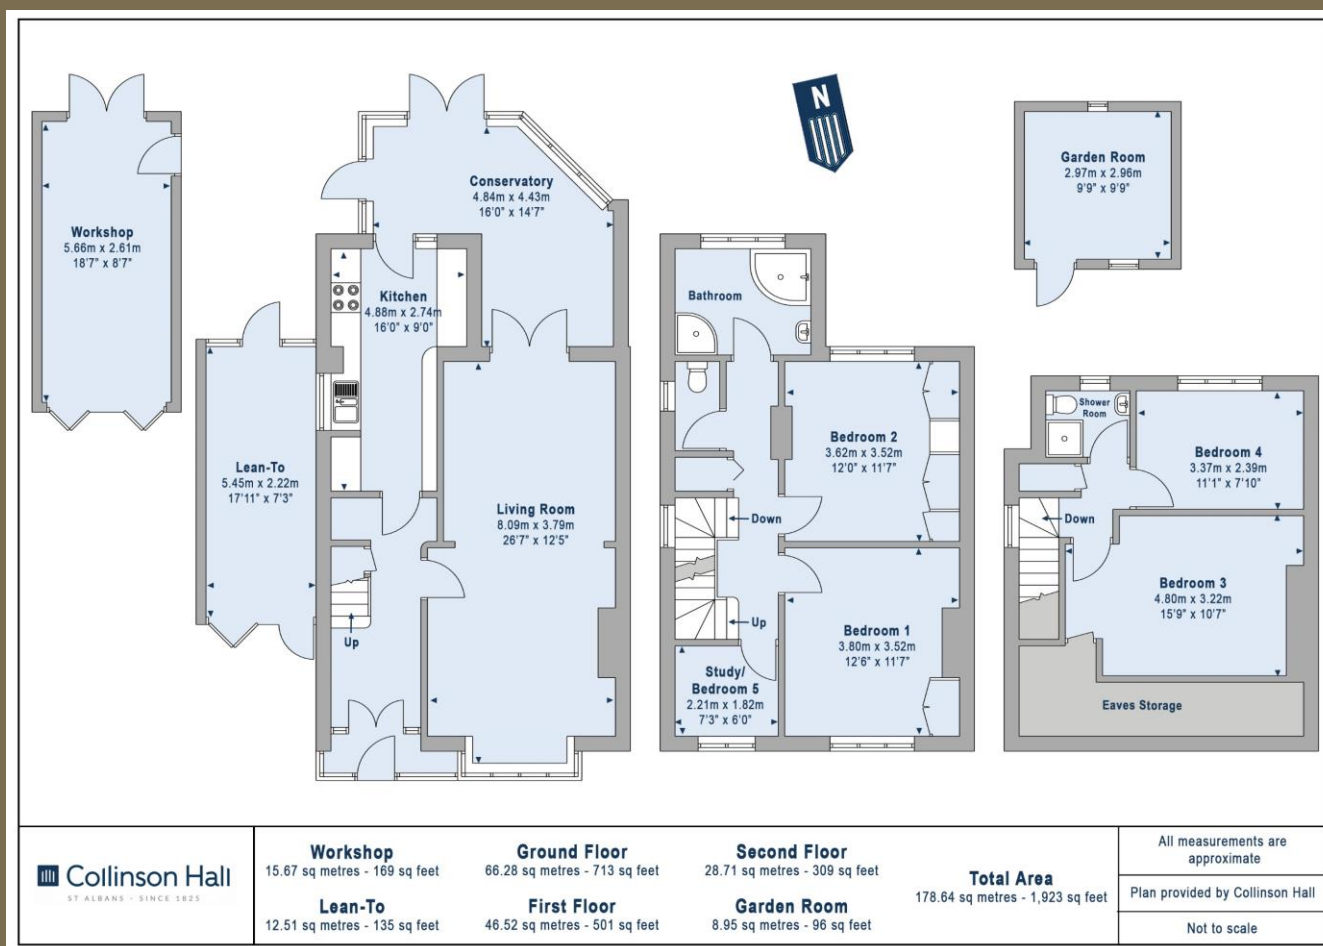 N
Workshop
5.66m x 2.61m
18'7" x 8'7"
Conservatory
4.84m x 4.43m
16'0" x 14'7"
Kitchen
4.88m x 2.74m
16'0" x 9'0"
Lean-To
5.45m x 2.22m
17'11" x 7'3"
Living Room
8.09m x 3.79m
26'7" x 12'5"
Up
Bathroom
Bedroom 2
3.62m x 3.52m
12'0" x 11'7"
Down
Up
Bedroom 1
3.80m x 3.52m
12'6" x 11'7"
Study/
Bedroom 5
2.21m x 1.82m
7'3" x 6'0"
Garden Room
2.97m x 2.96m
9'9" x 9'9"
Shower
Room
Bedroom 4
3.37m x 2.39m
11'1" x 7'10"
Down
Bedroom 3
4.80m x 3.22m
15'9" x 10'7"
Eaves Storage
Collinson Hall
ST ALBANS - SINCE 1825
Workshop
15.67 sq metres - 169 sq feet
Lean-To
12.51 sq metres - 135 sq feet
Ground Floor
66.28 sq metres - 713 sq feet
First Floor
46.52 sq metres - 501 sq feet
Second Floor
28.71 sq metres - 309 sq feet
Garden Room
8.95 sq metres - 96 sq feet
Total Area
178.64 sq metres - 1,923 sq feet
All measurements are
approximate
Plan provided by Collinson Hall
Not to scale